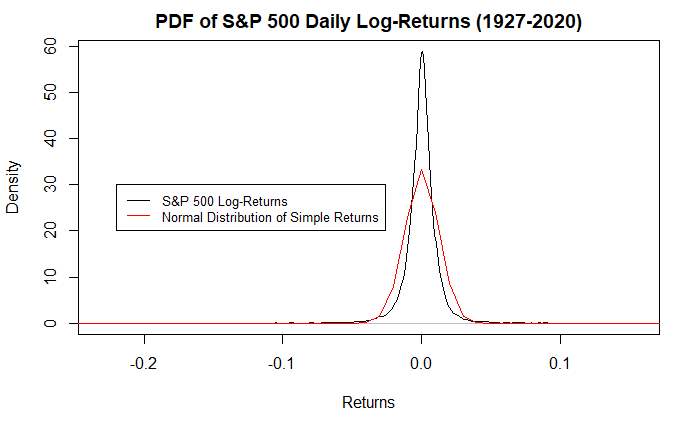 PDF of S&P 500 Daily Log-Returns (1927-2020)
Density
60
50
40
30
20
10
0
S&P 500 Log-Returns
Normal Distribution of Simple Returns
-0.2 -0.1 0.0 0.1
Returns